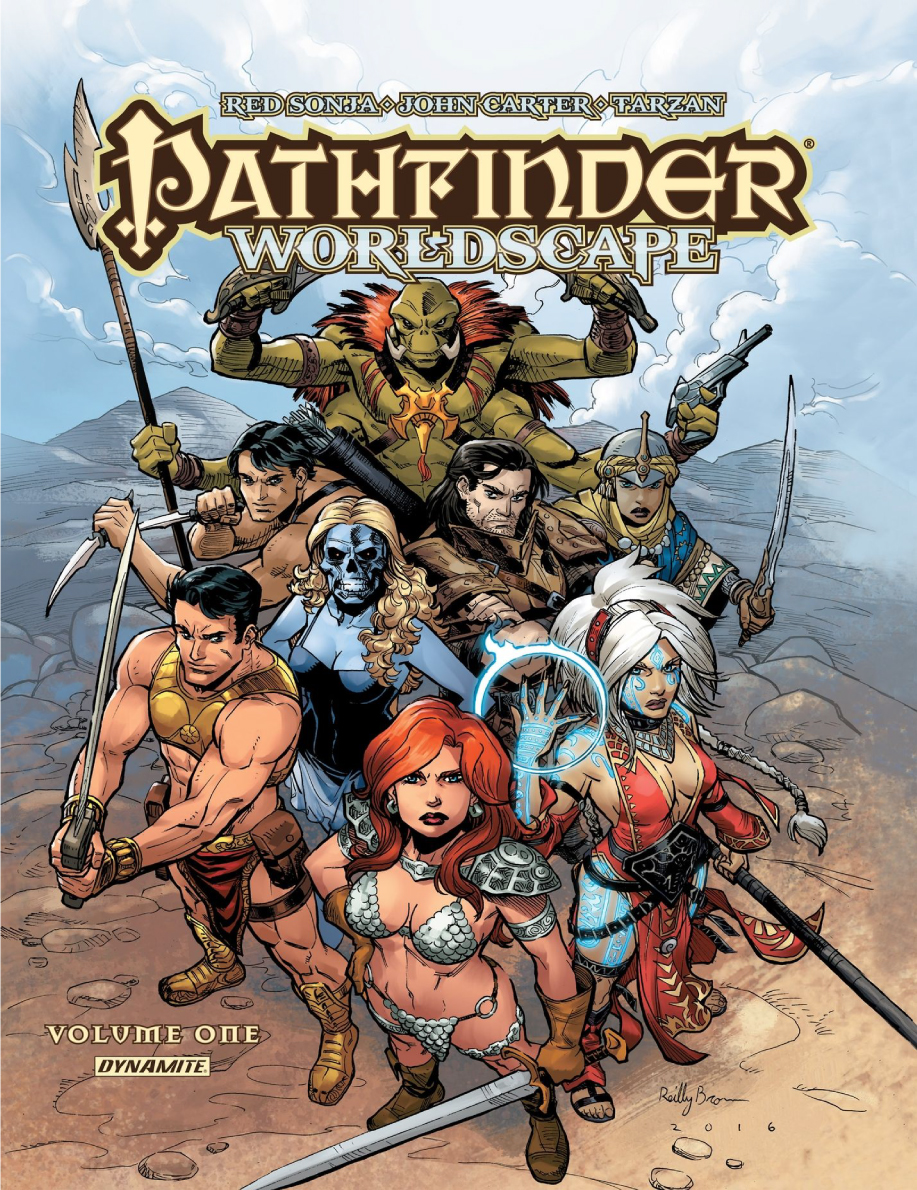 RED SONJA ◆ JOHN CARTER ◆ TARZAN
PATHFINDER®
WORLDSCAPE
VOLUME ONE
DYNAMITE.
Reilly Brown
2016